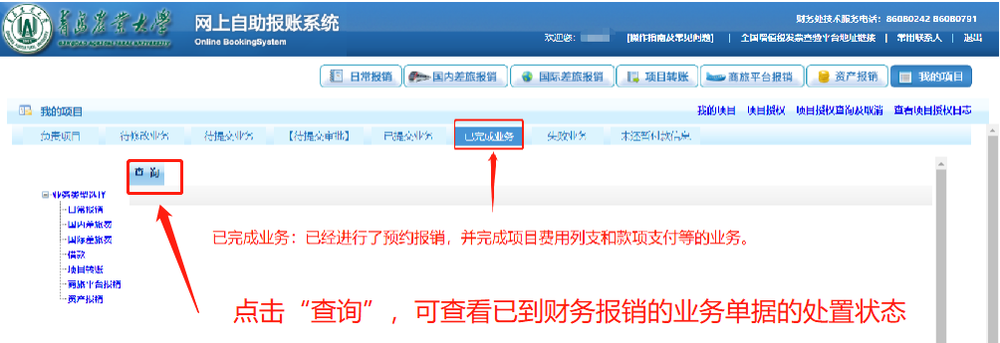 青岛农业大学
QINGDAO AGRICULTURAL UNIVERSITY
网上自助报账系统
Online BookingSystem
财务处技术服务电话: 86080242 86080791
欢迎您:
【操作指南及常见问题】 | 全国增值税发票查验平台地址链接 | 常用联系人 | 退出
日常报销 国内差旅报销 国际差旅报销 项目转账 商旅平台报销 资产报销 我的项目
我的项目
我的项目 项目授权 项目授权查询及取消 查看项目授权日志
负责项目 待修改业务 待提交业务 【待提交审批】 已提交业务 已完成业务 失败业务 未还暂付款信息
查 询
业务类型选择
日常报销
国内差旅费
国际差旅费
借款
项目转账
商旅平台报销
资产报销
已完成业务：已经进行了预约报销，并完成项目费用列支和款项支付等的业务。
点击“查询”，可查看已到财务报销的业务单据的处置状态